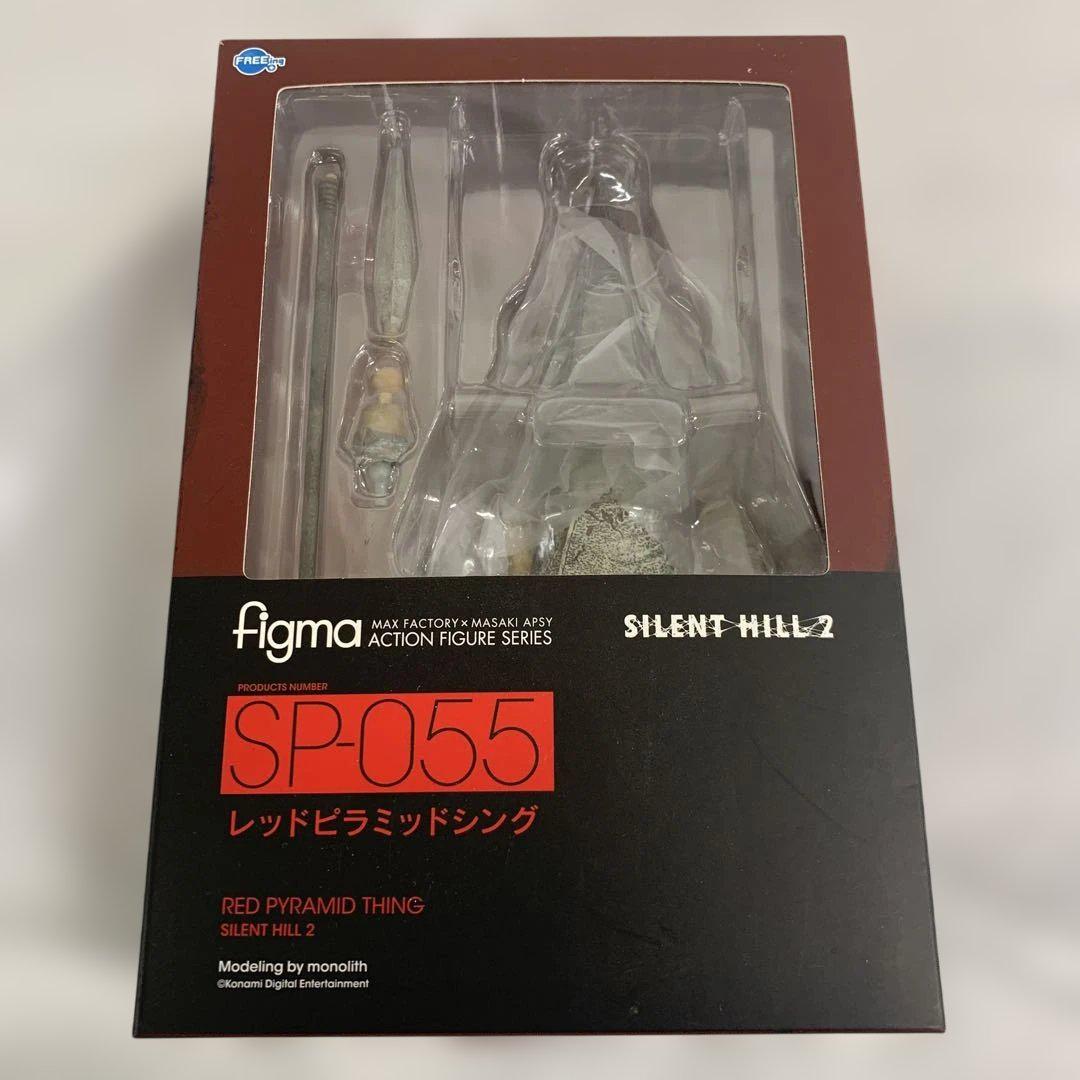 FREEing
figma
MAX FACTORY × MASAKI APSY
ACTION FIGURE SERIES
SILENT HILL 2
PRODUCTS NUMBER
SP-055
レッドピラミッドシング
RED PYRAMID THING
SILENT HILL 2
Modeling by monolith
©Konami Digital Entertainment